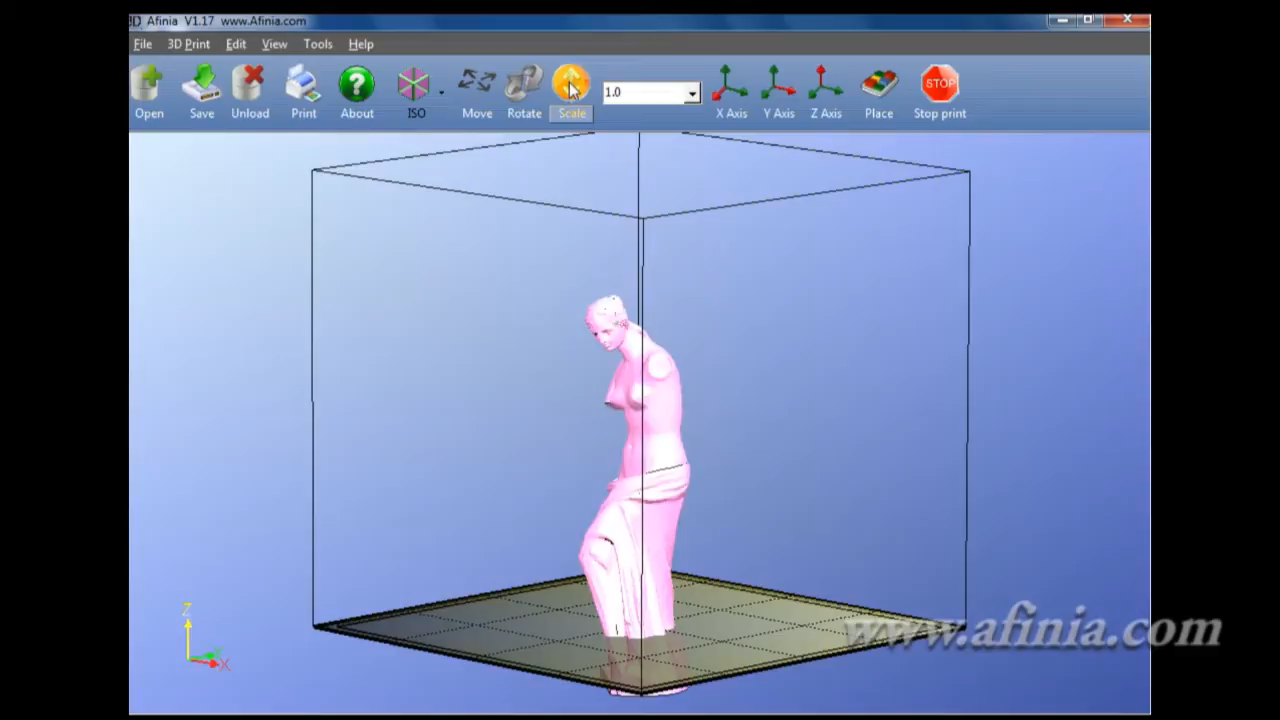 3D Afinia V1.17 www.Afinia.com
File 3D Print Edit View Tools Help
1.0
STOP
Open Save Unload Print About ISO Move Rotate Scale X Axis Y Axis Z Axis Place Stop print
Z
X
www.afinia.com